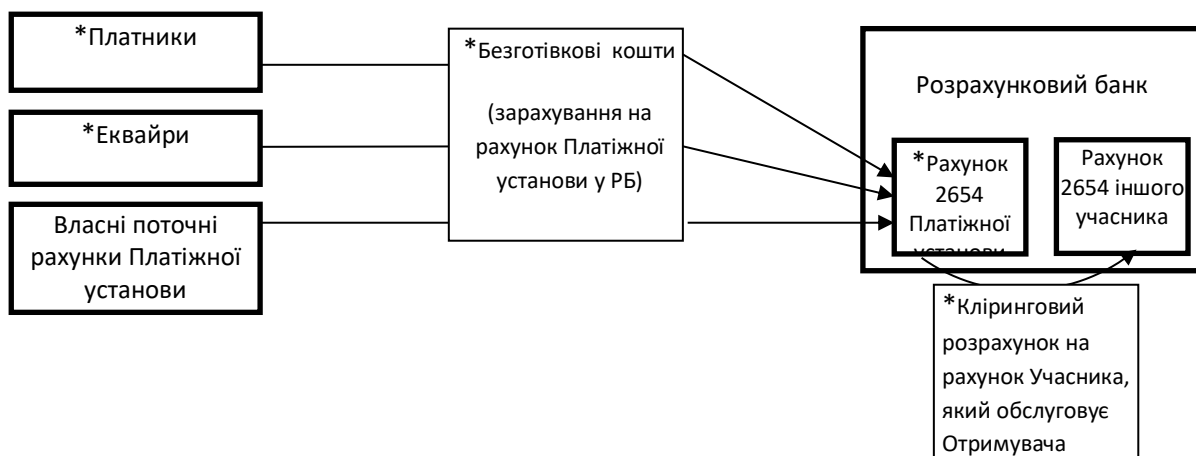 *Платники
*Еквайри
Власні поточні
рахунки Платіжної
установи
*Безготівкові кошти
(зарахування на
рахунок Платіжної
установи у РБ)
Розрахунковий банк
*Рахунок
2654
Платіжної
установи
Рахунок
2654 іншого
учасника
*Кліринговий
розрахунок на
рахунок Учасника,
який обслуговує
Отримувача